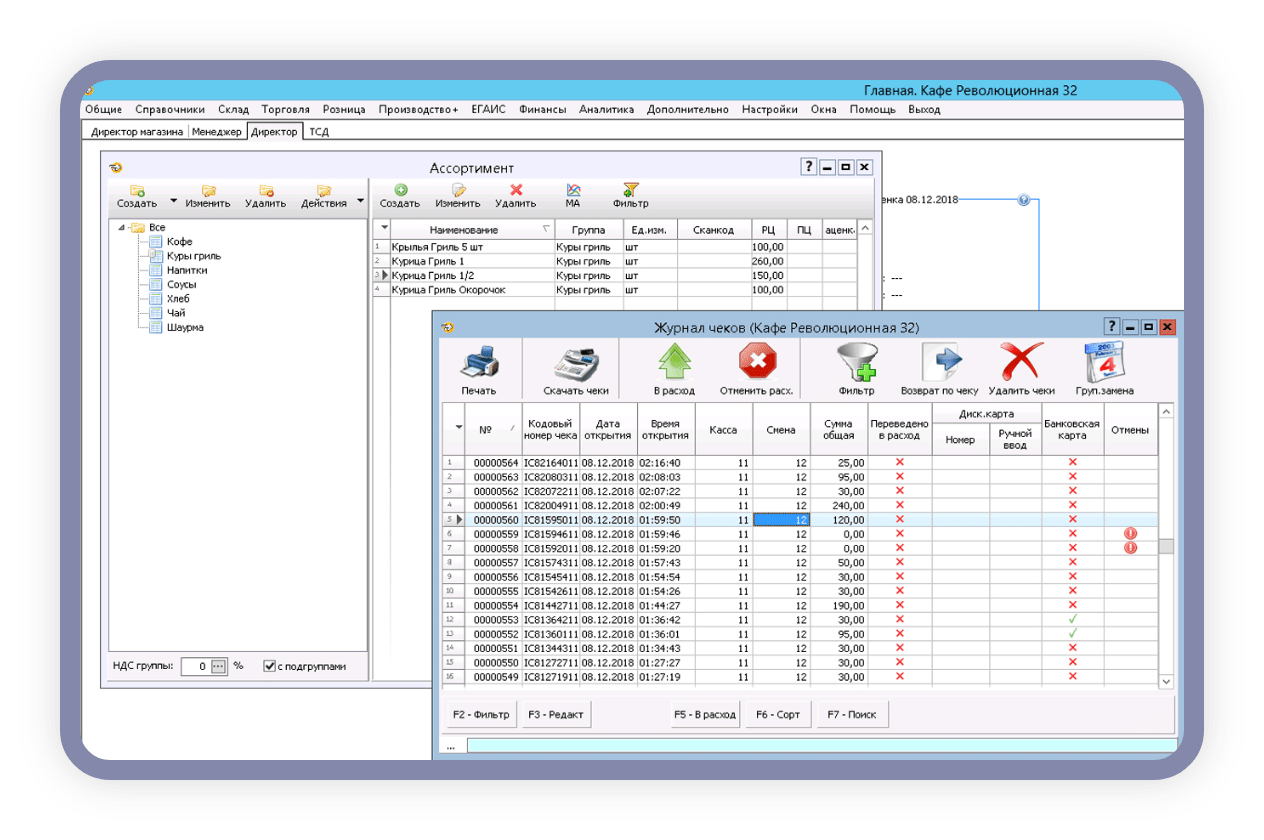 Главная. Кафе Революционная 32
Общие Справочники Склад Торговля Розница Производство+ ЕГАИС Финансы Аналитика Дополнительно Настройки Окна Помощь Выход
Директор магазина Менеджер Директор ТСД
Ассортимент
Создать Изменить Удалить Действия Создать Изменить Удалить МА Фильтр
енка 08.12.2018
Все
Кофе
Куры гриль
Напитки
Соусы
Хлеб
Чай
Шаурма
Наименование Группа Ед.изм. Сканкод РЦ ПЦ аценк.
1 Крылья Гриль 5 шт Куры гриль шт 100,00
2 Курица Гриль 1 Куры гриль шт 260,00
3 Курица Гриль 1/2 Куры гриль шт 150,00
4 Курица Гриль Окорочок Куры гриль шт 100,00
: ---
: ---
НДС группы: 0 ... % с подгруппами
Журнал чеков (Кафе Революционная 32)
Печать Скачать чеки В расход Отменить расх. Фильтр Возврат по чеку Удалить чеки Груп.замена
№ Кодовый номер чека Дата открытия Время открытия Касса Смена Сумма общая Переведено в расход Диск.карта Номер Ручной ввод Банковская карта Отмены
1 00000564 IC82164011 08.12.2018 02:16:40 11 12 25,00
2 00000563 IC82080311 08.12.2018 02:08:03 11 12 95,00
3 00000562 IC82072211 08.12.2018 02:07:22 11 12 30,00
4 00000561 IC82004911 08.12.2018 02:00:49 11 12 240,00
5 00000560 IC81595011 08.12.2018 01:59:50 11 12 120,00
6 00000559 IC81594611 08.12.2018 01:59:46 11 12 0,00
7 00000558 IC81592011 08.12.2018 01:59:20 11 12 0,00
8 00000557 IC81574311 08.12.2018 01:57:43 11 12 50,00
9 00000556 IC81545411 08.12.2018 01:54:54 11 12 30,00
10 00000555 IC81542611 08.12.2018 01:54:26 11 12 30,00
11 00000554 IC81442711 08.12.2018 01:44:27 11 12 190,00
12 00000553 IC81364211 08.12.2018 01:36:42 11 12 30,00
13 00000552 IC81360111 08.12.2018 01:36:01 11 12 95,00
14 00000551 IC81344311 08.12.2018 01:34:43 11 12 30,00
15 00000550 IC81272711 08.12.2018 01:27:27 11 12 30,00
16 00000549 IC81271911 08.12.2018 01:27:19 11 12 30,00
F2 - Фильтр F3 - Редакт F5 - В расход F6 - Сорт F7 - Поиск
...